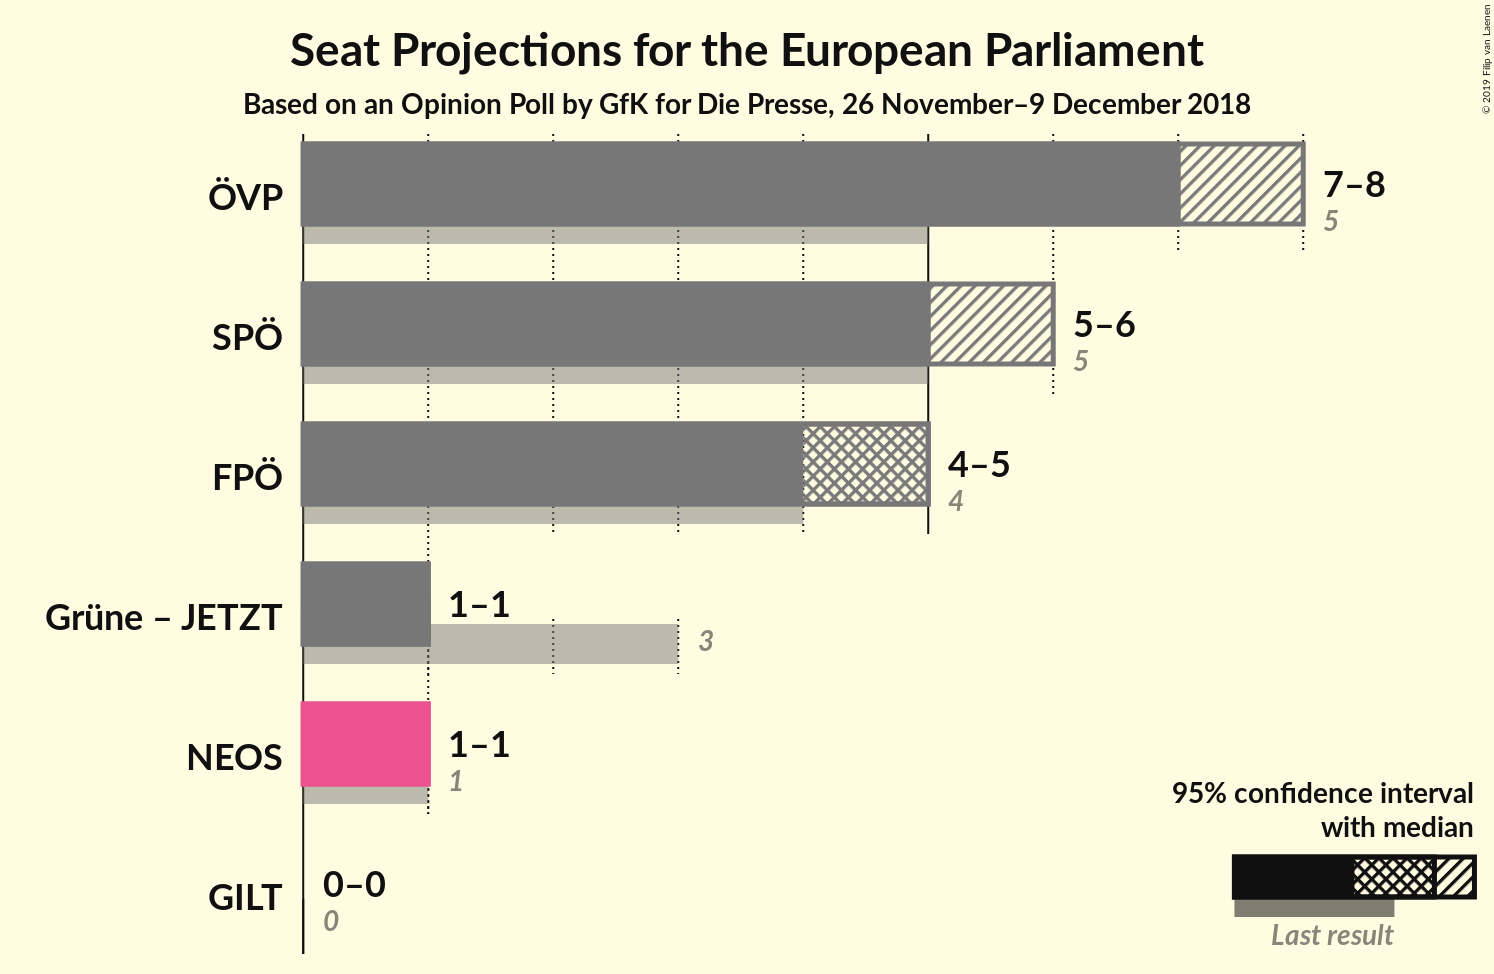 Seat Projections for the European Parliament
Based on an Opinion Poll by GfK for Die Presse, 26 November–9 December 2018
© 2019 Filip van Laenen
ÖVP
7–8
5
SPÖ
5–6
5
FPÖ
4–5
4
Grüne – JETZT
1–1
3
NEOS
1–1
1
GILT
0–0
0
95% confidence interval
with median
Last result